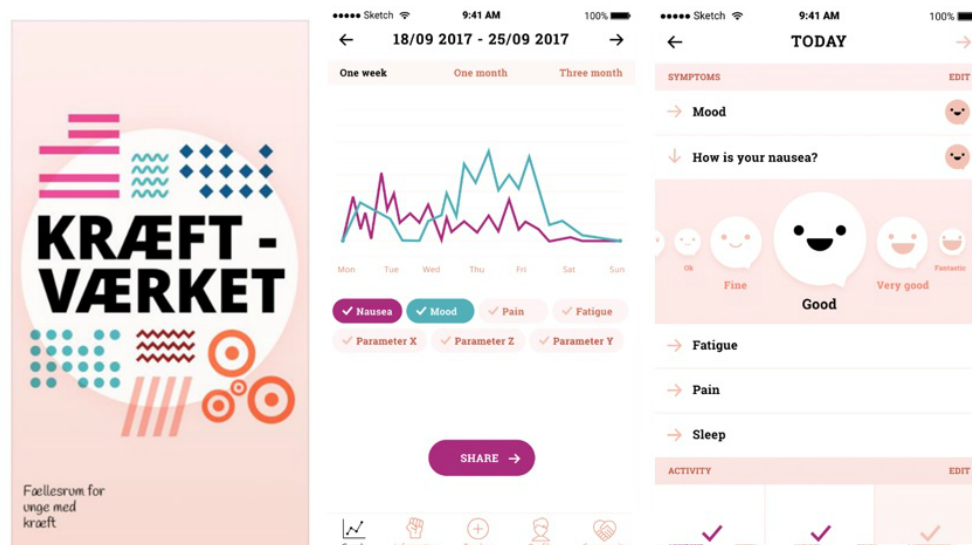 KRÆFT -
VÆRKET
Fællesrum for
unge med
kræft
Sketch 9:41 AM 100%
← 18/09 2017 - 25/09 2017 →
One week One month Three month
Mon Tue Wed Thu Fri Sat Sun
✓ Nausea ✓ Mood ✓ Pain ✓ Fatigue
✓ Parameter X ✓ Parameter Z ✓ Parameter Y
SHARE →
Sketch 9:41 AM 100%
← TODAY →
SYMPTOMS EDIT
→ Mood
↓ How is your nausea?
Ok Fine Good Very good Fantastic
→ Fatigue
→ Pain
→ Sleep
ACTIVITY EDIT